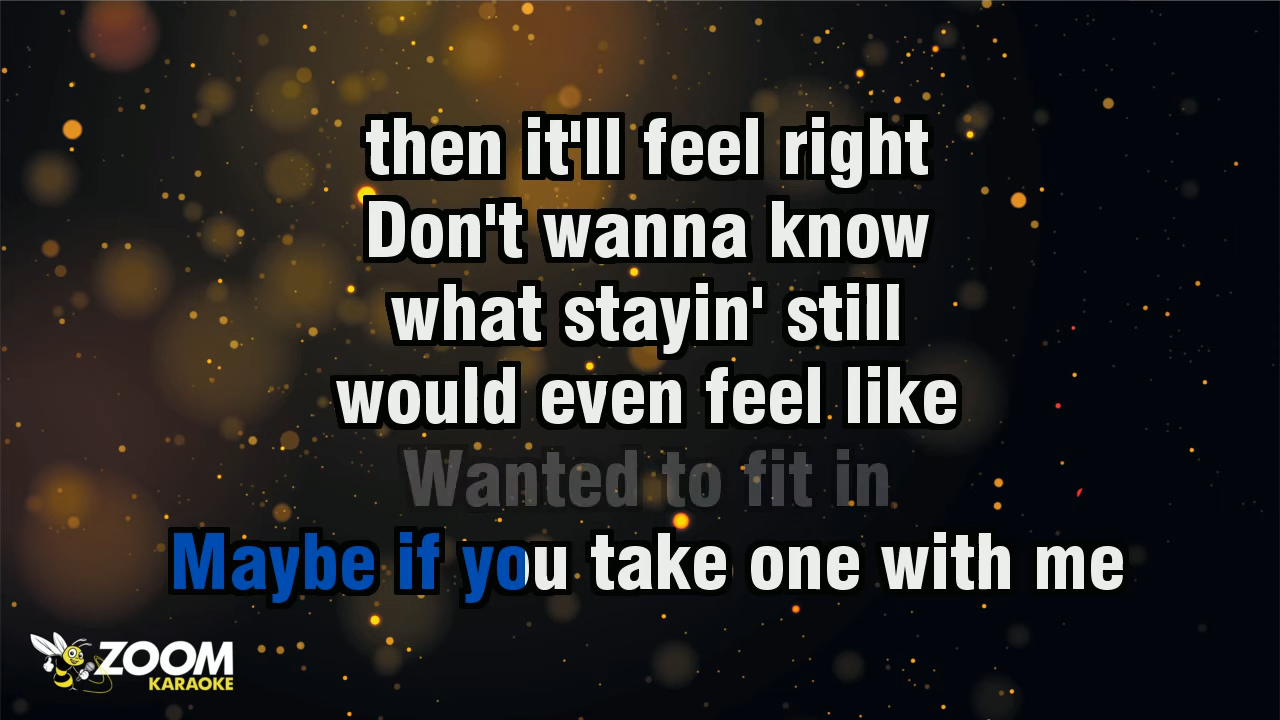 then it'll feel right
Don't wanna know
what stayin' still
would even feel like
Wanted to fit in
Maybe if you take one with me
ZOOM
KARAOKE